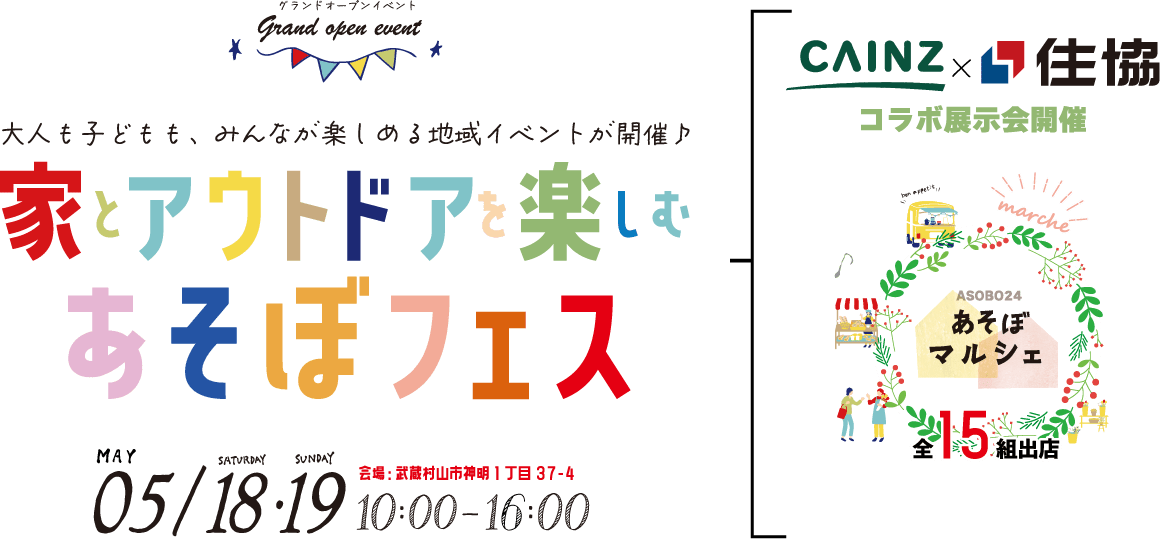 グランドオープンイベント
Grand open event
大人も子どもも、みんなが楽しめる地域イベントが開催♪
家とアウトドアを楽しむ
あそぼフェス
MAY
SATURDAY SUNDAY
05/18・19
会場：武蔵村山市神明1丁目37-4
10:00-16:00
CAINZ×住協
コラボ展示会開催
bon appetit!!
marche
ASOBO24
あそぼ
マルシェ
全15組出店